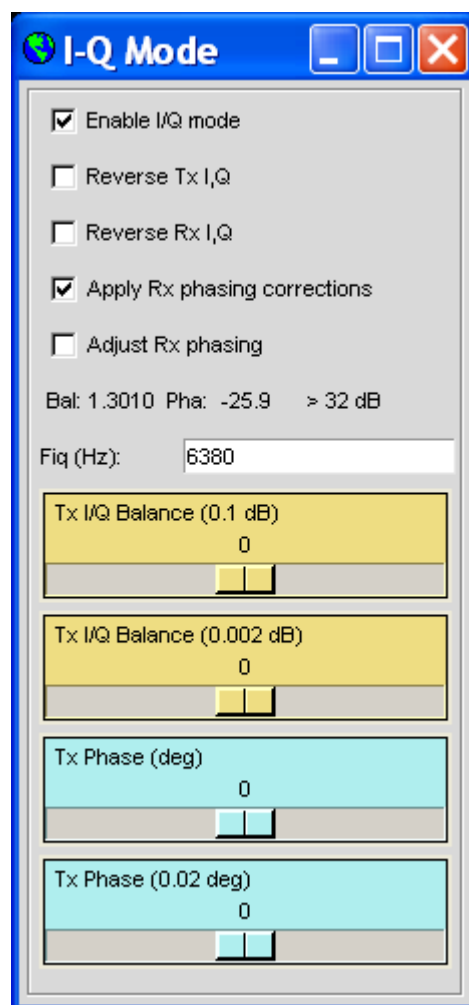 I-Q Mode
Enable I/Q mode
Reverse Tx I,Q
Reverse Rx I,Q
Apply Rx phasing corrections
Adjust Rx phasing
Bal: 1.3010 Pha: -25.9 > 32 dB
Fiq (Hz): 6380
Tx I/Q Balance (0.1 dB)
0
Tx I/Q Balance (0.002 dB)
0
Tx Phase (deg)
0
Tx Phase (0.02 deg)
0